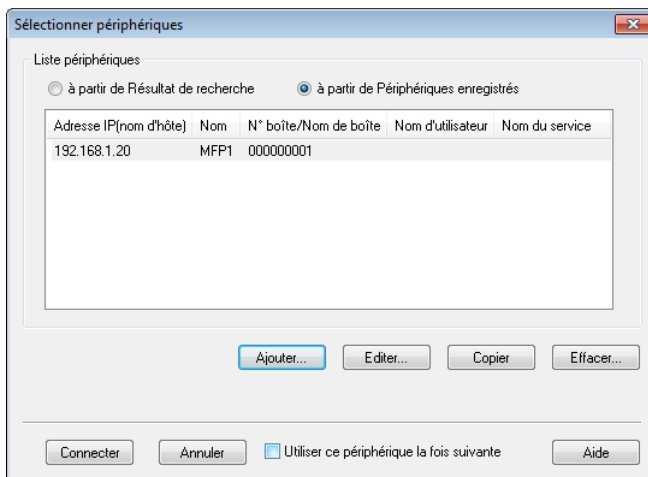 Sélectionner périphériques
Liste périphériques
à partir de Résultat de recherche à partir de Périphériques enregistrés
Adresse IP(nom d'hôte) Nom N° boîte/Nom de boîte Nom d'utilisateur Nom du service
192.168.1.20 MFP1 000000001
Ajouter... Editer... Copier Effacer...
Connecter Annuler Utiliser ce périphérique la fois suivante Aide